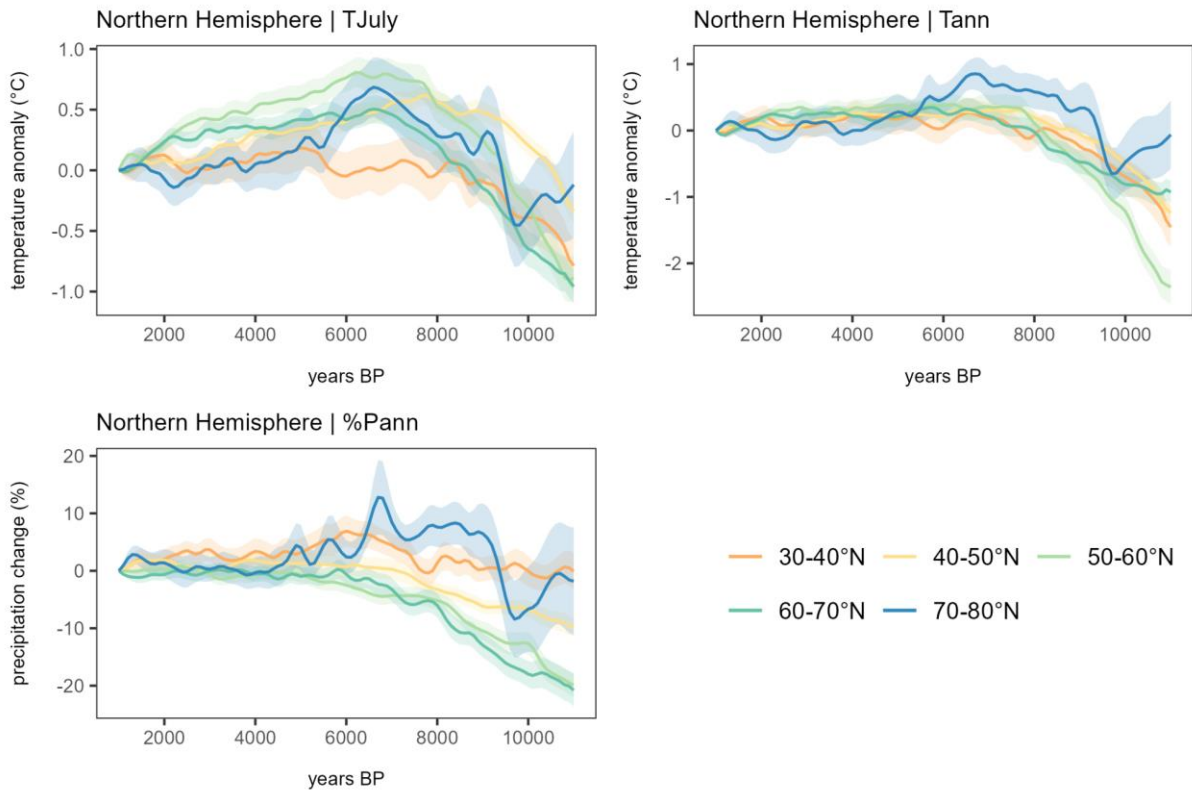 Northern Hemisphere | TJuly
temperature anomaly (°C)
1.0
0.5
0.0
-0.5
-1.0
2000 4000 6000 8000 10000
years BP
Northern Hemisphere | Tann
temperature anomaly (°C)
1
0
-1
-2
2000 4000 6000 8000 10000
years BP
Northern Hemisphere | %Pann
precipitation change (%)
20
10
0
-10
-20
2000 4000 6000 8000 10000
years BP
30-40°N 40-50°N 50-60°N
60-70°N 70-80°N